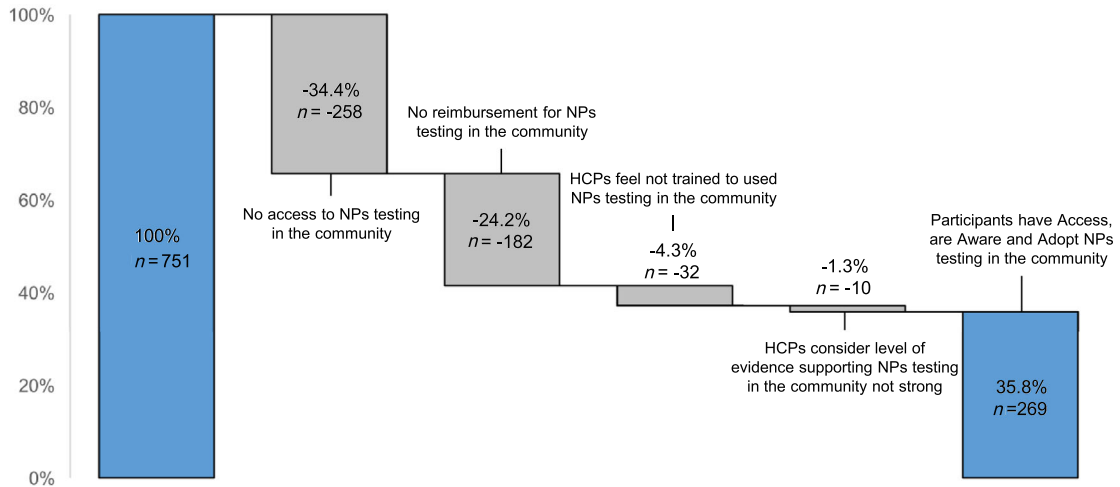 100%
80%
60%
40%
20%
0%
100%
n = 751
-34.4%
n = -258
No access to NPs testing
in the community
No reimbursement for NPs
testing in the community
-24.2%
n = -182
HCPs feel not trained to used
NPs testing in the community
-4.3%
n = -32
-1.3%
n = -10
HCPs consider level of
evidence supporting NPs testing
in the community not strong
Participants have Access,
are Aware and Adopt NPs
testing in the community
35.8%
n =269